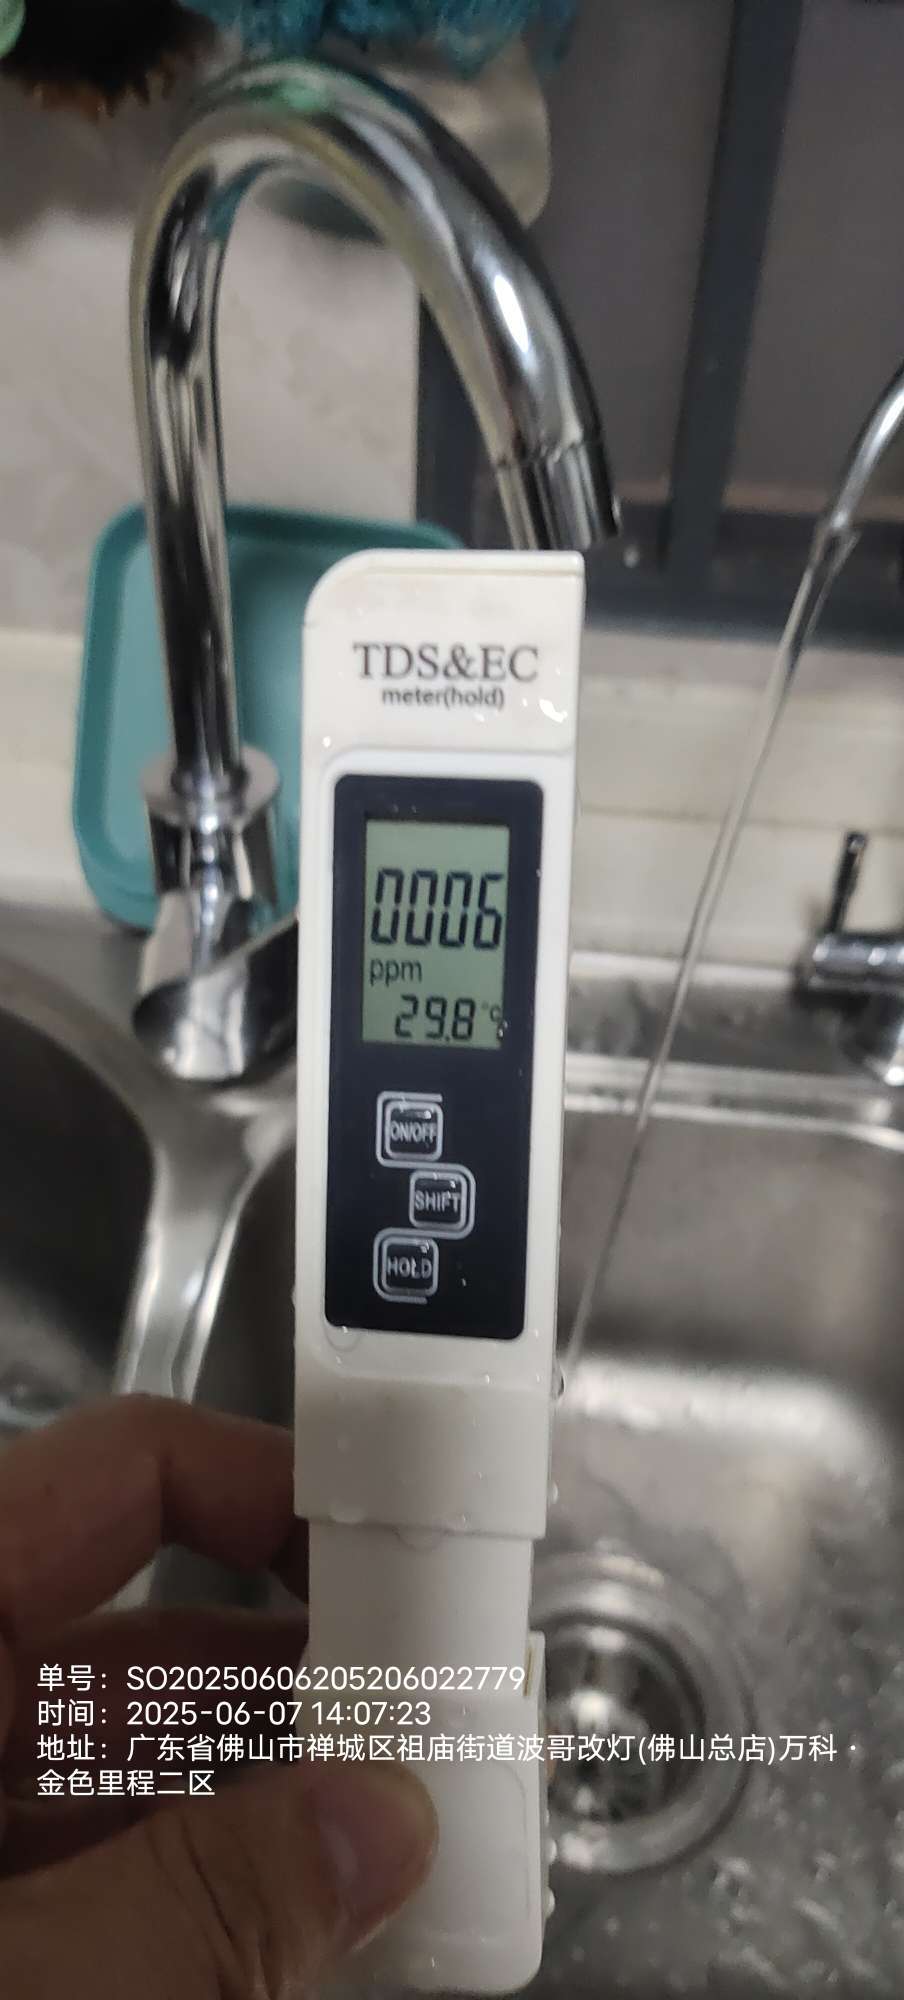 TDS&EC
meter(hold)
0006
ppm
29.8 °C
ON/OFF
SHIFT
HOLD
单号：SO20250606205206022779
时间：2025-06-07 14:07:23
地址：广东省佛山市禅城区祖庙街道波哥改灯(佛山总店)万科·
金色里程二区